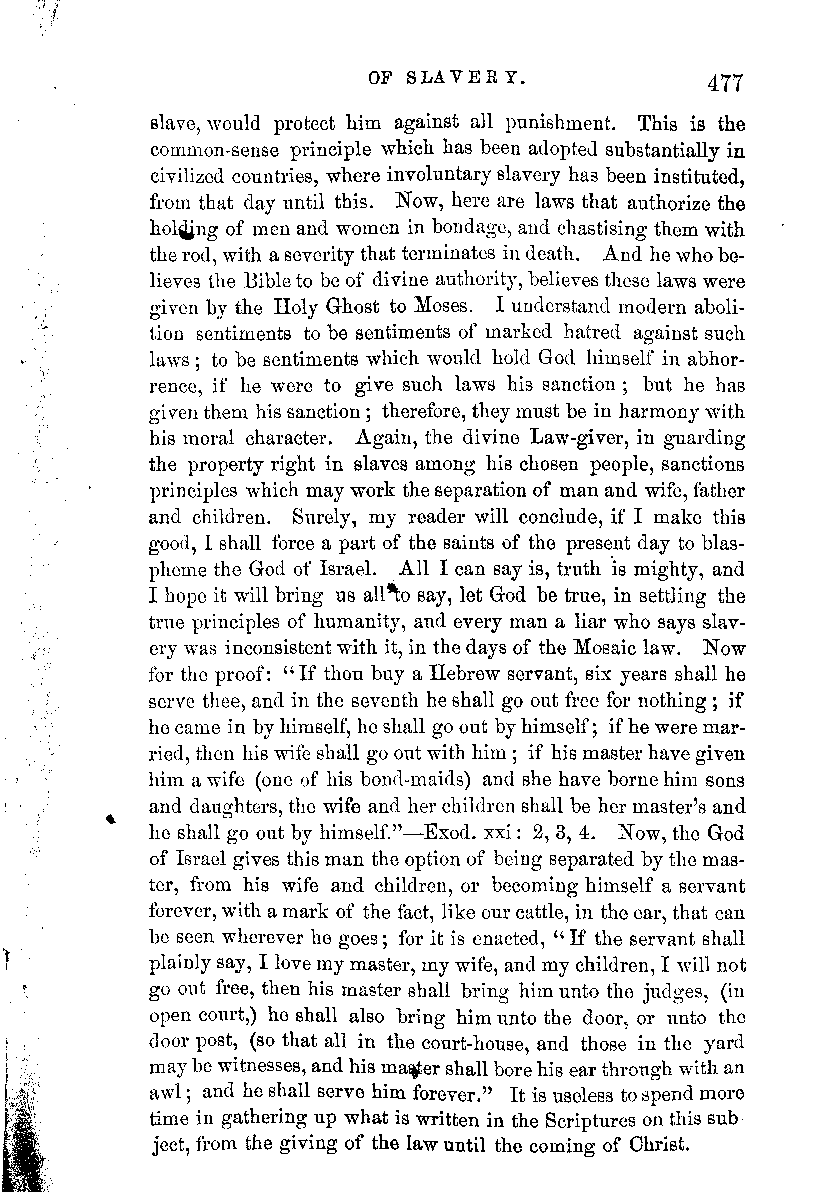 OF SLAVERY. 477
slave, would protect him against all punishment. This is the
common-sense principle which has been adopted substantially in
civilized countries, where involuntary slavery has been instituted,
from that day until this. Now, here are laws that authorize the
holding of men and women in bondage, and chastising them with
the rod, with a severity that terminates in death. And he who be-
lieves the Bible to be of divine authority, believes these laws were
given by the Holy Ghost to Moses. I understand modern aboli-
tion sentiments to be sentiments of marked hatred against such
laws; to be sentiments which would hold God himself in abhor-
rence, if he were to give such laws his sanction; but he has
given them his sanction; therefore, they must be in harmony with
his moral character. Again, the divine Law-giver, in guarding
the property right in slaves among his chosen people, sanctions
principles which may work the separation of man and wife, father
and children. Surely, my reader will conclude, if I make this
good, I shall force a part of the saints of the present day to blas-
pheme the God of Israel. All I can say is, truth is mighty, and
I hope it will bring us all to say, let God be true, in settling the
true principles of humanity, and every man a liar who says slav-
ery was inconsistent with it, in the days of the Mosaic law. Now
for the proof: "If thou buy a Hebrew servant, six years shall he
serve thee, and in the seventh he shall go out free for nothing; if
he came in by himself, he shall go out by himself; if he were mar-
ried, then his wife shall go out with him; if his master have given
him a wife (one of his bond-maids) and she have borne him sons
and daughters, the wife and her children shall be her master's and
he shall go out by himself."—Exod. xxi: 2, 3, 4. Now, the God
of Israel gives this man the option of being separated by the mas-
ter, from his wife and children, or becoming himself a servant
forever, with a mark of the fact, like our cattle, in the ear, that can
be seen wherever he goes; for it is enacted, "If the servant shall
plainly say, I love my master, my wife, and my children, I will not
go out free, then his master shall bring him unto the judges, (in
open court,) he shall also bring him unto the door, or unto the
door post, (so that all in the court-house, and those in the yard
may be witnesses, and his master shall bore his ear through with an
awl; and he shall serve him forever." It is useless to spend more
time in gathering up what is written in the Scriptures on this sub-
ject, from the giving of the law until the coming of Christ.